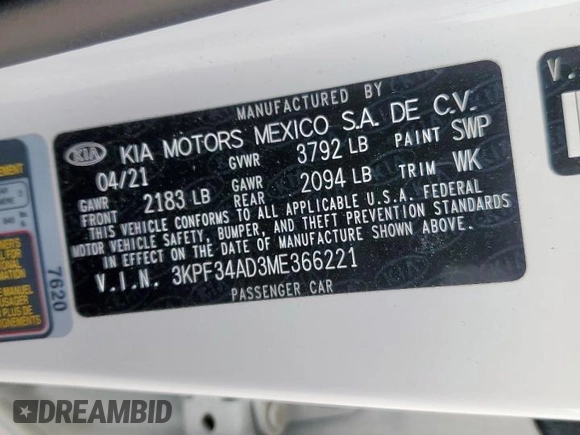 MANUFACTURED BY
KIA KIA MOTORS MEXICO S.A. DE C.V.
04/21 GVWR 3792 LB PAINT SWP
GAWR FRONT 2183 LB GAWR REAR 2094 LB TRIM WK
THIS VEHICLE CONFORMS TO ALL APPLICABLE U.S.A. FEDERAL
MOTOR VEHICLE SAFETY, BUMPER, AND THEFT PREVENTION STANDARDS
IN EFFECT ON THE DATE OF MANUFACTURE SHOWN ABOVE.
V.I.N. 3KPF34AD3ME366221
PASSENGER CAR
7620
V.
DREAMBID